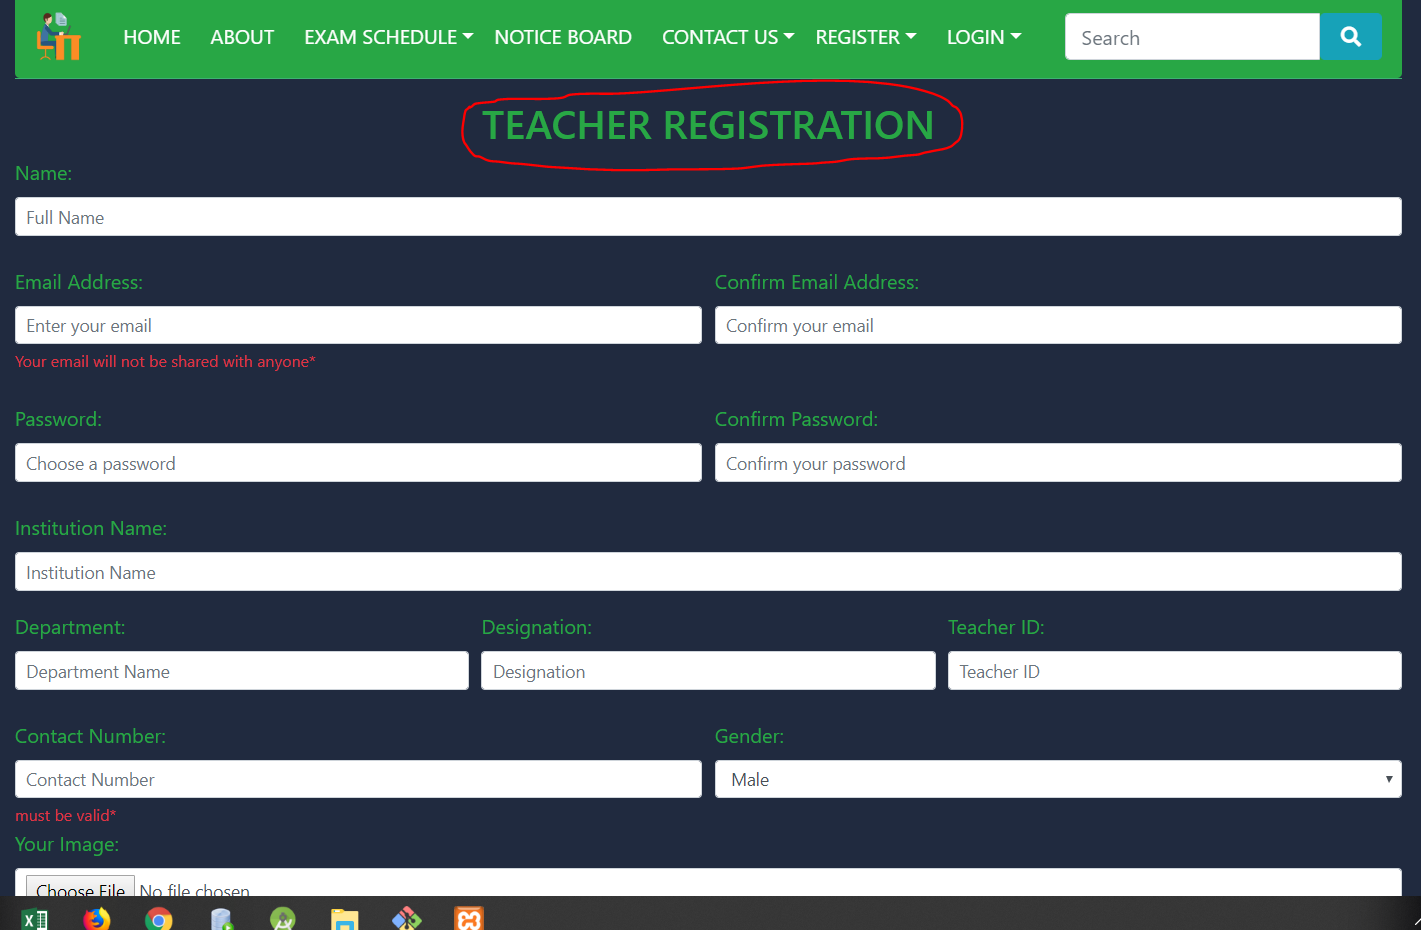 HOME ABOUT EXAM SCHEDULE NOTICE BOARD CONTACT US REGISTER LOGIN Search
TEACHER REGISTRATION
Name:
Full Name
Email Address: Confirm Email Address:
Enter your email Confirm your email
Your email will not be shared with anyone*
Password: Confirm Password:
Choose a password Confirm your password
Institution Name:
Institution Name
Department: Designation: Teacher ID:
Department Name Designation Teacher ID
Contact Number: Gender:
Contact Number Male
must be valid*
Your Image:
Choose File No file chosen